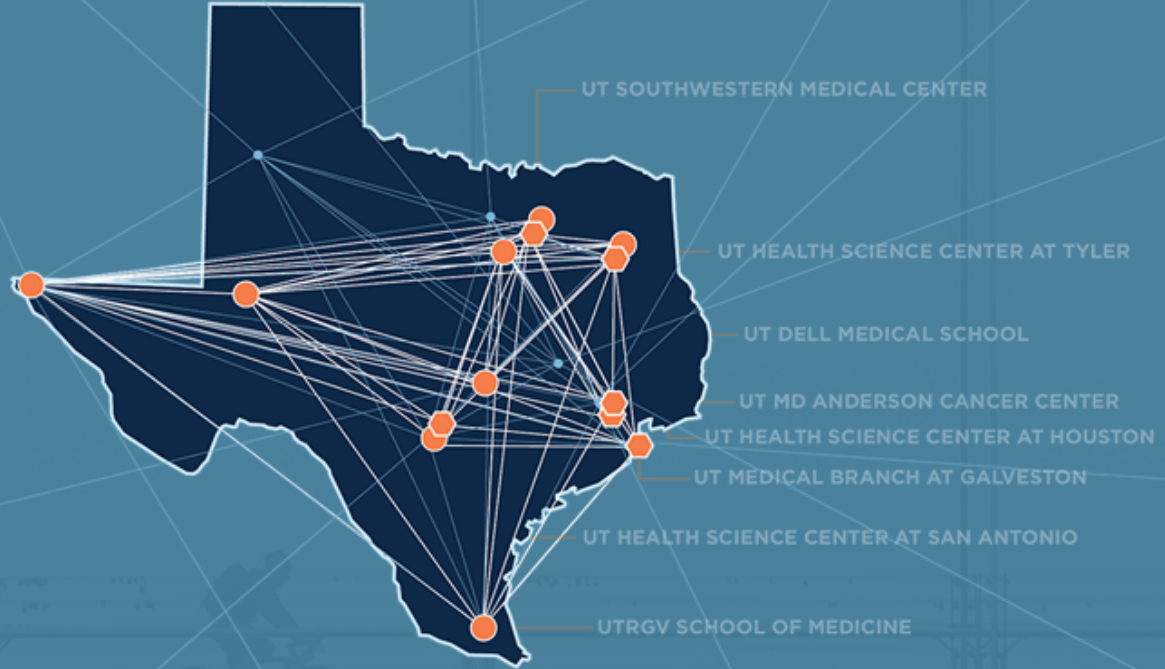 UT SOUTHWESTERN MEDICAL CENTER
UT HEALTH SCIENCE CENTER AT TYLER
UT DELL MEDICAL SCHOOL
UT MD ANDERSON CANCER CENTER
UT HEALTH SCIENCE CENTER AT HOUSTON
UT MEDICAL BRANCH AT GALVESTON
UT HEALTH SCIENCE CENTER AT SAN ANTONIO
UTRGV SCHOOL OF MEDICINE